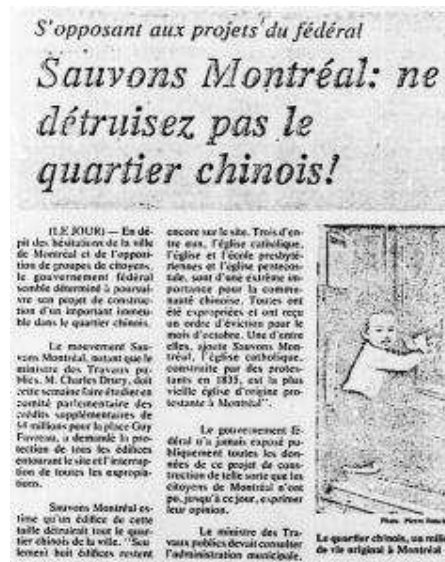 S'opposant aux projets du fédéral
Sauvons Montréal: ne
détruisez pas le
quartier chinois!
(LE JOUR) — En dé-
pit des hésitations de la ville
de Montréal et de l'opposi-
tion de groupes de citoyens,
le gouvernement fédéral
semble déterminé à poursui-
vre son projet de construc-
tion d'un important immeu-
ble dans le quartier chinois.
Le mouvement Sau-
vons Montréal, notant que le
ministre des Travaux pu-
blics, M. Charles Drury, doit
cette semaine faire étudier en
comité parlementaire des
crédits supplémentaires de
$4 millions pour la place Guy
Favreau, a demandé la pro-
tection de tous les édifices
entourant le site et l'interrup-
tion de toutes les expropria-
tions.
Sauvons Montréal es-
time qu'un édifice de cette
taille détruirait tout le quar-
tier chinois de la ville. "Seu-
lement huit édifices restent
encore sur le site. Trois d'en-
tre eux, l'église catholique,
l'église et l'école presbyté-
riennes et l'église pentecos-
tale, sont d'une extrême im-
portance pour la commu-
nauté chinoise. Toutes ont
été expropriées et ont reçu
un ordre d'éviction pour le
mois d'octobre. Une d'entre
elles, ajoute Sauvons Mon-
tréal, l'église catholique,
construite par des protes-
tants en 1835, est la plus
vieille église d'origine pro-
testante à Montréal".
Le gouvernement fé-
déral n'a jamais exposé pu-
bliquement toutes les don-
nées de ce projet de cons-
truction de telle sorte que les
citoyens de Montréal n'ont
pu, jusqu'à ce jour, exprimer
leur opinion.
Le ministre des Tra-
vaux publics devait consulter
l'administration municipale,
Photo Pierre
Le quartier chinois, un
de vie original à Montréal